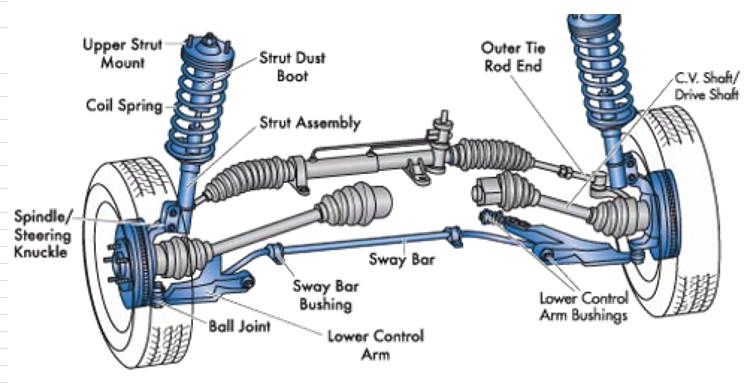 Upper Strut
Mount
Strut Dust
Boot
Coil Spring
Strut Assembly
Outer Tie
Rod End
C.V. Shaft/
Drive Shaft
Spindle/
Steering
Knuckle
Sway Bar
Sway Bar
Bushing
Ball Joint
Lower Control
Arm
Lower Control
Arm Bushings